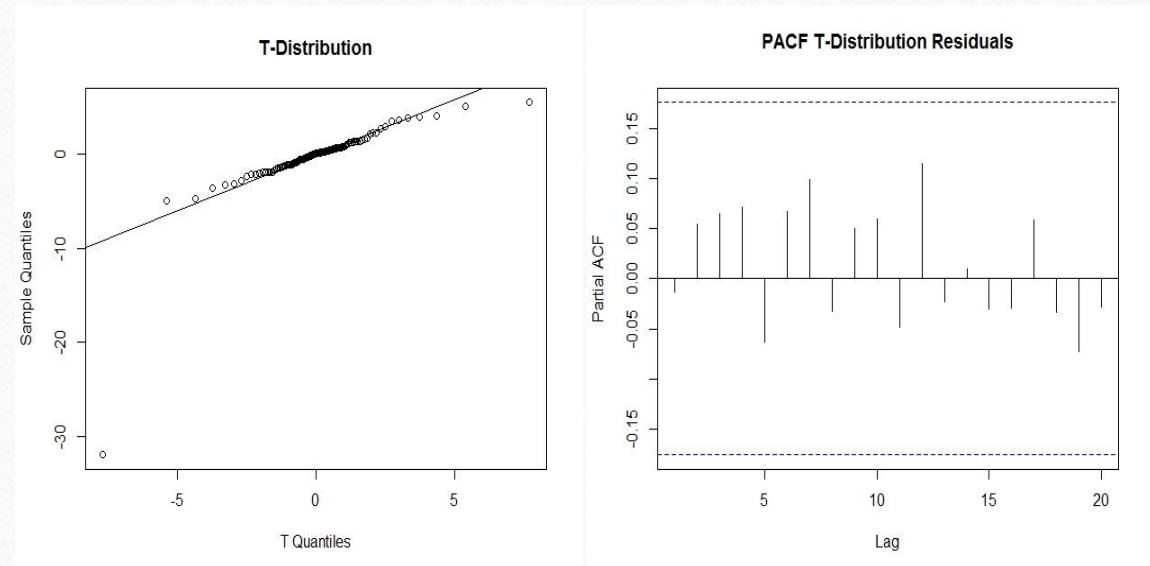 T-Distribution
Sample Quantiles
0
-10
-20
-30
-5
0
5
T Quantiles
PACF T-Distribution Residuals
Partial ACF
0.15
0.10
0.05
0.00
-0.05
-0.15
5
10
15
20
Lag